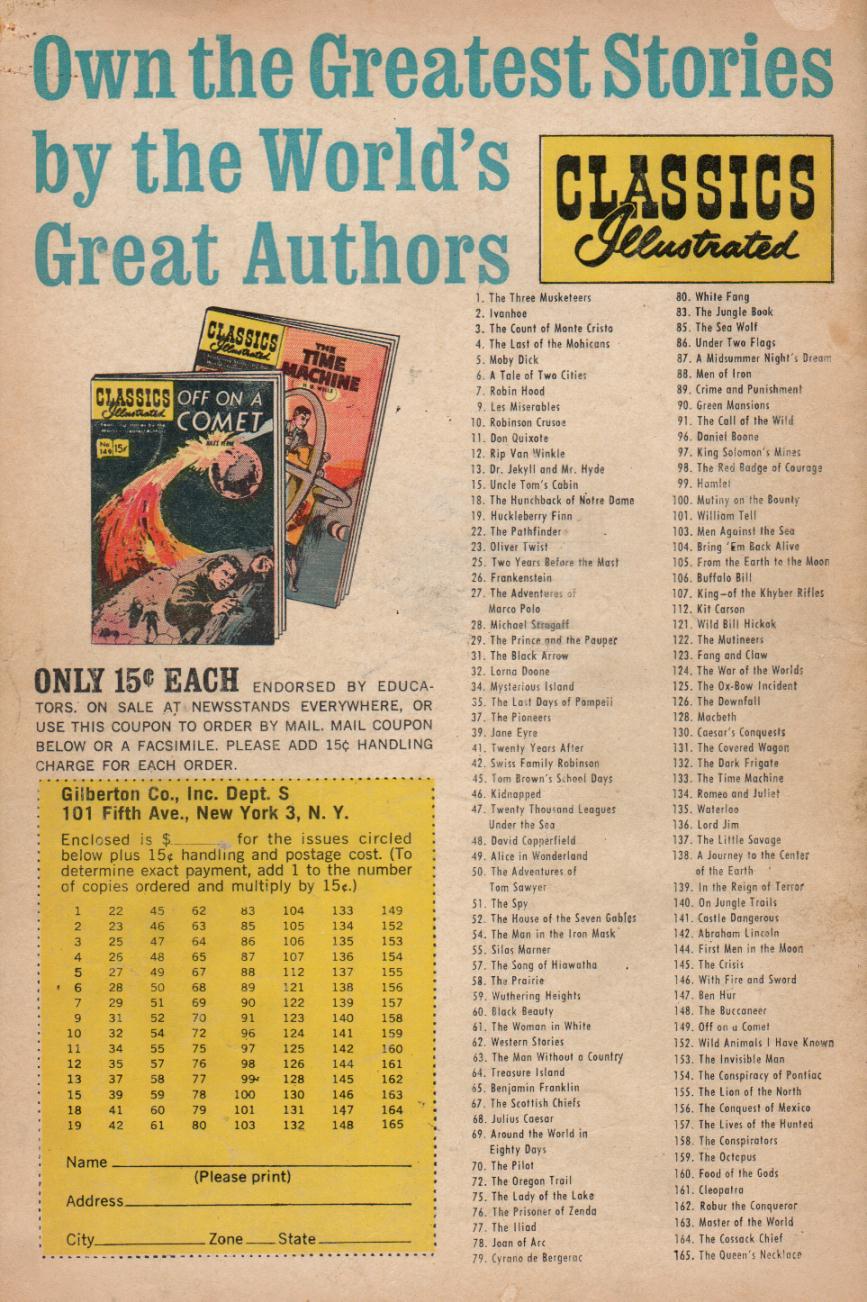 Own the Greatest Stories
by the World's
Great Authors
CLASSICS
Illustrated
CLASSICS
Illustrated
THE
TIME
MACHINE
H. G. WELLS
CLASSICS
Illustrated
OFF ON A
COMET
JULES VERNE
No
149
15¢
ONLY 15¢ EACH ENDORSED BY EDUCA-
TORS. ON SALE AT NEWSSTANDS EVERYWHERE, OR
USE THIS COUPON TO ORDER BY MAIL. MAIL COUPON
BELOW OR A FACSIMILE. PLEASE ADD 15¢ HANDLING
CHARGE FOR EACH ORDER.
Gilberton Co., Inc. Dept. S
101 Fifth Ave., New York 3, N. Y.
Enclosed is $______ for the issues circled
below plus 15¢ handling and postage cost. (To
determine exact payment, add 1 to the number
of copies ordered and multiply by 15¢.)
1 22 45 62 83 104 133 149
2 23 46 63 85 105 134 152
3 25 47 64 86 106 135 153
4 26 48 65 87 107 136 154
5 27 49 67 88 112 137 155
6 28 50 68 89 121 138 156
7 29 51 69 90 122 139 157
9 31 52 70 91 123 140 158
10 32 54 72 96 124 141 159
11 34 55 75 97 125 142 160
12 35 57 76 98 126 144 161
13 37 58 77 99 128 145 162
15 39 59 78 100 130 146 163
18 41 60 79 101 131 147 164
19 42 61 80 103 132 148 165
Name
(Please print)
Address
City Zone State
1. The Three Musketeers
2. Ivanhoe
3. The Count of Monte Cristo
4. The Last of the Mohicans
5. Moby Dick
6. A Tale of Two Cities
7. Robin Hood
9. Les Miserables
10. Robinson Crusoe
11. Don Quixote
12. Rip Van Winkle
13. Dr. Jekyll and Mr. Hyde
15. Uncle Tom's Cabin
18. The Hunchback of Notre Dame
19. Huckleberry Finn
22. The Pathfinder
23. Oliver Twist
25. Two Years Before the Mast
26. Frankenstein
27. The Adventures of
Marco Polo
28. Michael Strogoff
29. The Prince and the Pauper
31. The Black Arrow
32. Lorna Doone
34. Mysterious Island
35. The Last Days of Pompeii
37. The Pioneers
39. Jane Eyre
41. Twenty Years After
42. Swiss Family Robinson
45. Tom Brown's School Days
46. Kidnapped
47. Twenty Thousand Leagues
Under the Sea
48. David Copperfield
49. Alice in Wonderland
50. The Adventures of
Tom Sawyer
51. The Spy
52. The House of the Seven Gables
54. The Man in the Iron Mask
55. Silas Marner
57. The Song of Hiawatha
58. The Prairie
59. Wuthering Heights
60. Black Beauty
61. The Woman in White
62. Western Stories
63. The Man Without a Country
64. Treasure Island
65. Benjamin Franklin
67. The Scottish Chiefs
68. Julius Caesar
69. Around the World in
Eighty Days
70. The Pilot
72. The Oregon Trail
75. The Lady of the Lake
76. The Prisoner of Zenda
77. The Iliad
78. Joan of Arc
79. Cyrano de Bergerac
80. White Fang
83. The Jungle Book
85. The Sea Wolf
86. Under Two Flags
87. A Midsummer Night's Dream
88. Men of Iron
89. Crime and Punishment
90. Green Mansions
91. The Call of the Wild
96. Daniel Boone
97. King Solomon's Mines
98. The Red Badge of Courage
99. Hamlet
100. Mutiny on the Bounty
101. William Tell
103. Men Against the Sea
104. Bring 'Em Back Alive
105. From the Earth to the Moon
106. Buffalo Bill
107. King—of the Khyber Rifles
112. Kit Carson
121. Wild Bill Hickok
122. The Mutineers
123. Fang and Claw
124. The War of the Worlds
125. The Ox-Bow Incident
126. The Downfall
128. Macbeth
130. Caesar's Conquests
131. The Covered Wagon
132. The Dark Frigate
133. The Time Machine
134. Romeo and Juliet
135. Waterloo
136. Lord Jim
137. The Little Savage
138. A Journey to the Center
of the Earth
139. In the Reign of Terror
140. On Jungle Trails
141. Castle Dangerous
142. Abraham Lincoln
144. First Men in the Moon
145. The Crisis
146. With Fire and Sword
147. Ben Hur
148. The Buccaneer
149. Off on a Comet
152. Wild Animals I Have Known
153. The Invisible Man
154. The Conspiracy of Pontiac
155. The Lion of the North
156. The Conquest of Mexico
157. The Lives of the Hunted
158. The Conspirators
159. The Octopus
160. Food of the Gods
161. Cleopatra
162. Robur the Conqueror
163. Master of the World
164. The Cossack Chief
165. The Queen's Necklace